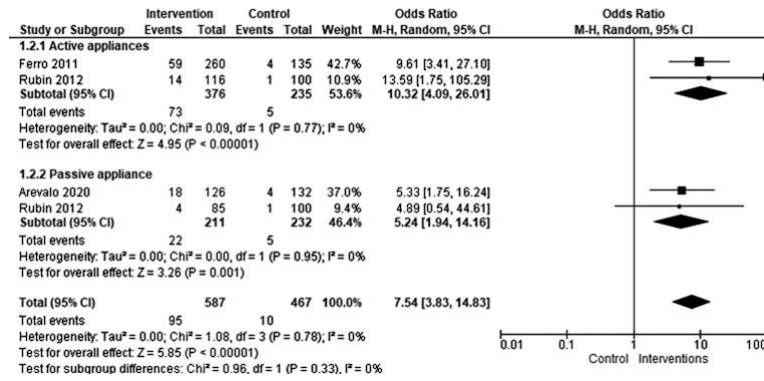 Intervention Control Odds Ratio Odds Ratio
Study or Subgroup Events Total Events Total Weight M-H, Random, 95% CI M-H, Random, 95% CI
1.2.1 Active appliances
Ferro 2011 59 260 4 135 42.7% 9.61 [3.41, 27.10]
Rubin 2012 14 116 1 100 10.9% 13.59 [1.75, 105.29]
Subtotal (95% CI) 376 235 53.6% 10.32 [4.09, 26.01]
Total events 73 5
Heterogeneity: Tau² = 0.00; Chi² = 0.09, df = 1 (P = 0.77); I² = 0%
Test for overall effect: Z = 4.95 (P < 0.00001)
1.2.2 Passive appliance
Arevalo 2020 18 126 4 132 37.0% 5.33 [1.75, 16.24]
Rubin 2012 4 85 1 100 9.4% 4.89 [0.54, 44.61]
Subtotal (95% CI) 211 232 46.4% 5.24 [1.94, 14.16]
Total events 22 5
Heterogeneity: Tau² = 0.00; Chi² = 0.00, df = 1 (P = 0.95); I² = 0%
Test for overall effect: Z = 3.26 (P = 0.001)
Total (95% CI) 587 467 100.0% 7.54 [3.83, 14.83]
Total events 95 10
Heterogeneity: Tau² = 0.00; Chi² = 1.08, df = 3 (P = 0.78); I² = 0%
Test for overall effect: Z = 5.85 (P < 0.00001)
Test for subgroup differences: Chi² = 0.96, df = 1 (P = 0.33), I² = 0%
0.01 0.1 1 10
Control Interventions